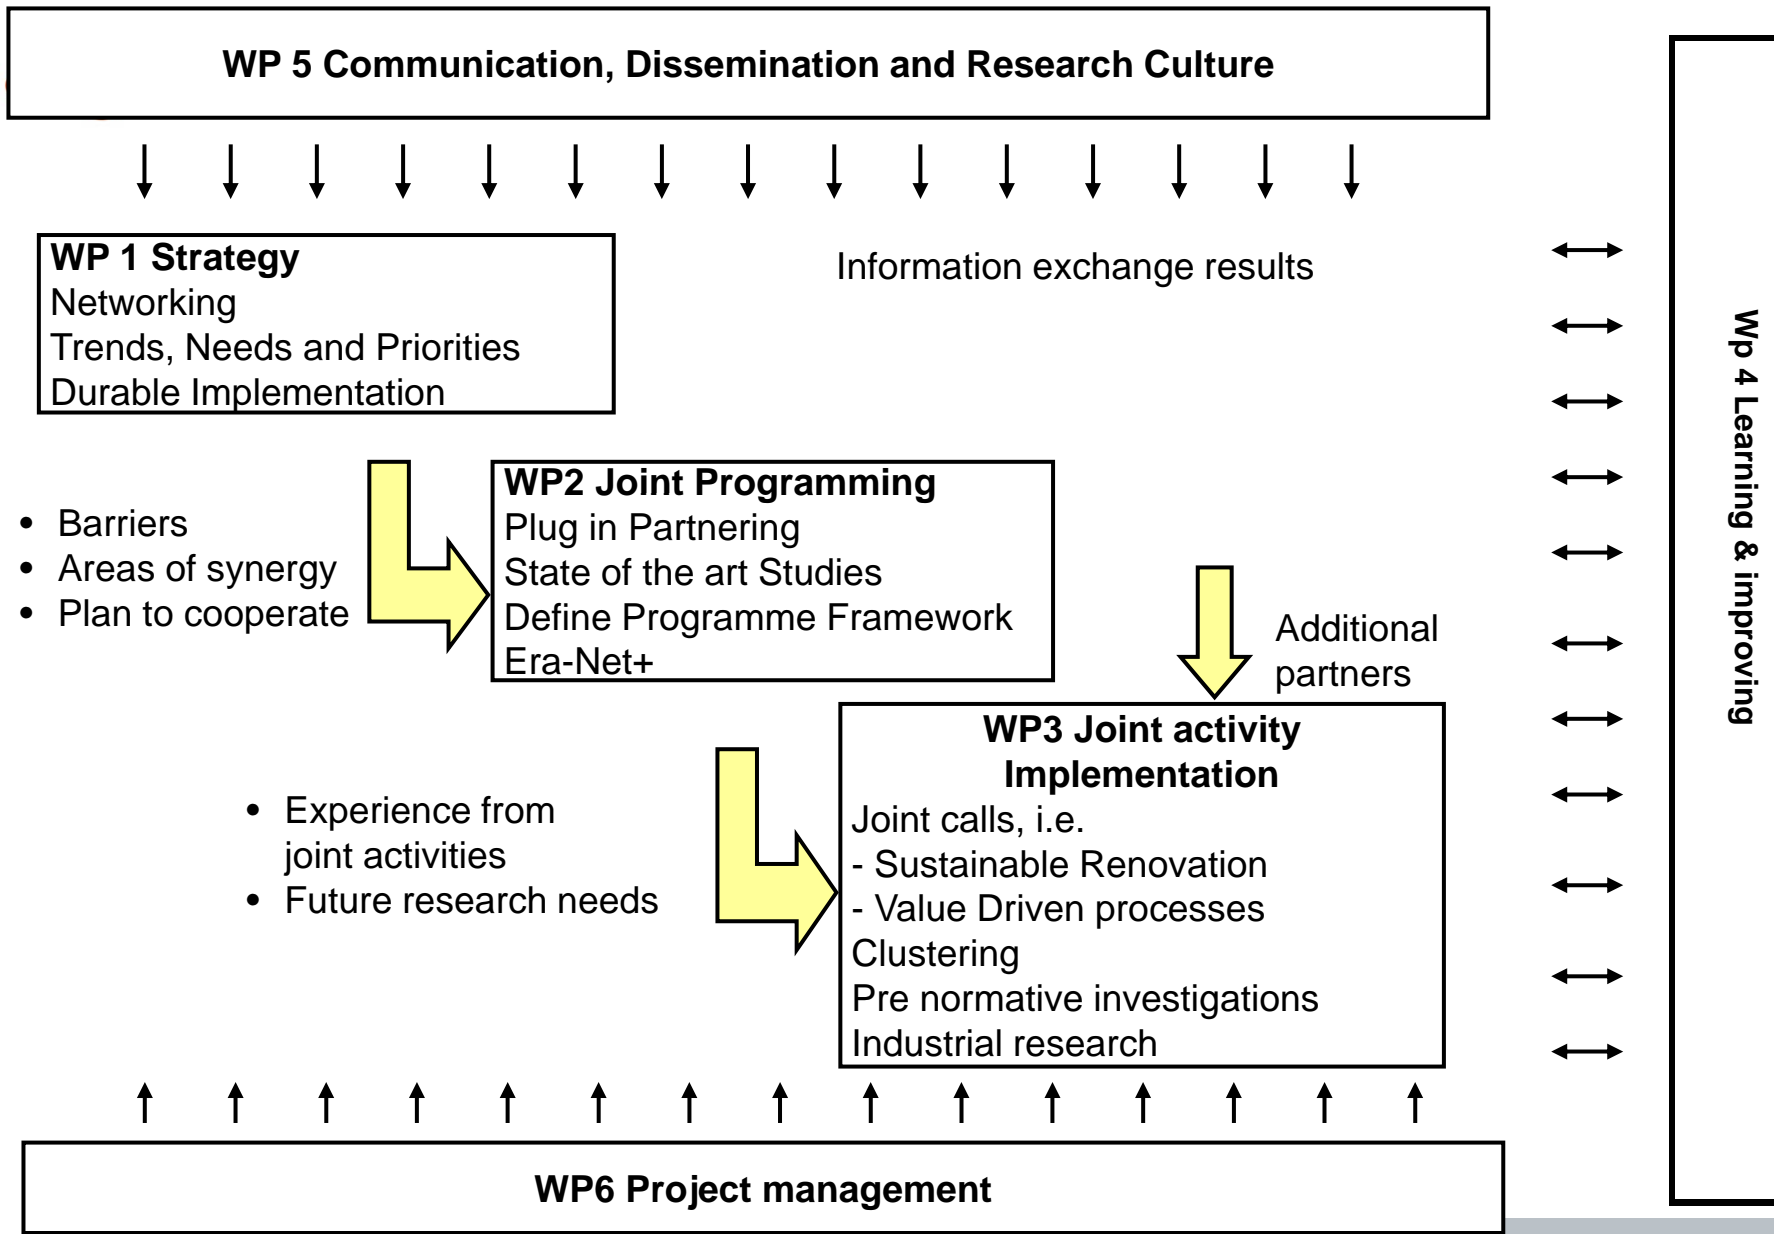 WP 5 Communication, Dissemination and Research Culture
WP 1 Strategy
Networking
Trends, Needs and Priorities
Durable Implementation
Information exchange results
• Barriers
• Areas of synergy
• Plan to cooperate
WP2 Joint Programming
Plug in Partnering
State of the art Studies
Define Programme Framework
Era-Net+
Additional
partners
WP3 Joint activity
Implementation
Joint calls, i.e.
- Sustainable Renovation
- Value Driven processes
Clustering
Pre normative investigations
Industrial research
• Experience from
joint activities
• Future research needs
WP6 Project management
Wp 4 Learning & improving